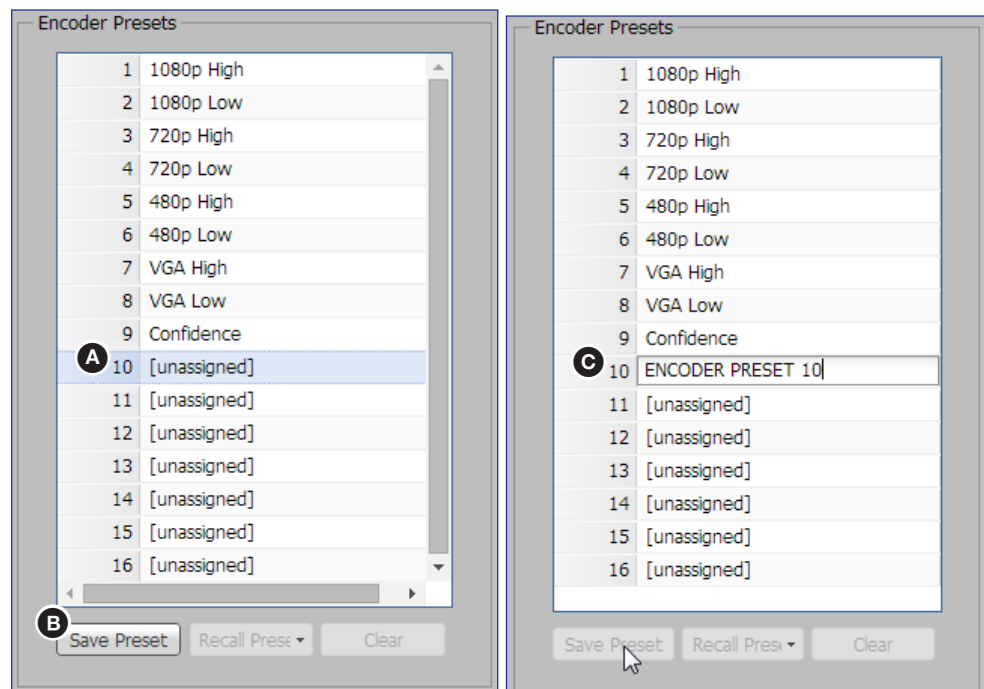 Encoder Presets
1 1080p High
2 1080p Low
3 720p High
4 720p Low
5 480p High
6 480p Low
7 VGA High
8 VGA Low
9 Confidence
A
10 [unassigned]
11 [unassigned]
12 [unassigned]
13 [unassigned]
14 [unassigned]
15 [unassigned]
16 [unassigned]
B
Save Preset Recall Prese Clear
Encoder Presets
1 1080p High
2 1080p Low
3 720p High
4 720p Low
5 480p High
6 480p Low
7 VGA High
8 VGA Low
9 Confidence
C
10 ENCODER PRESET 10
11 [unassigned]
12 [unassigned]
13 [unassigned]
14 [unassigned]
15 [unassigned]
16 [unassigned]
Save Preset Recall Prese Clear